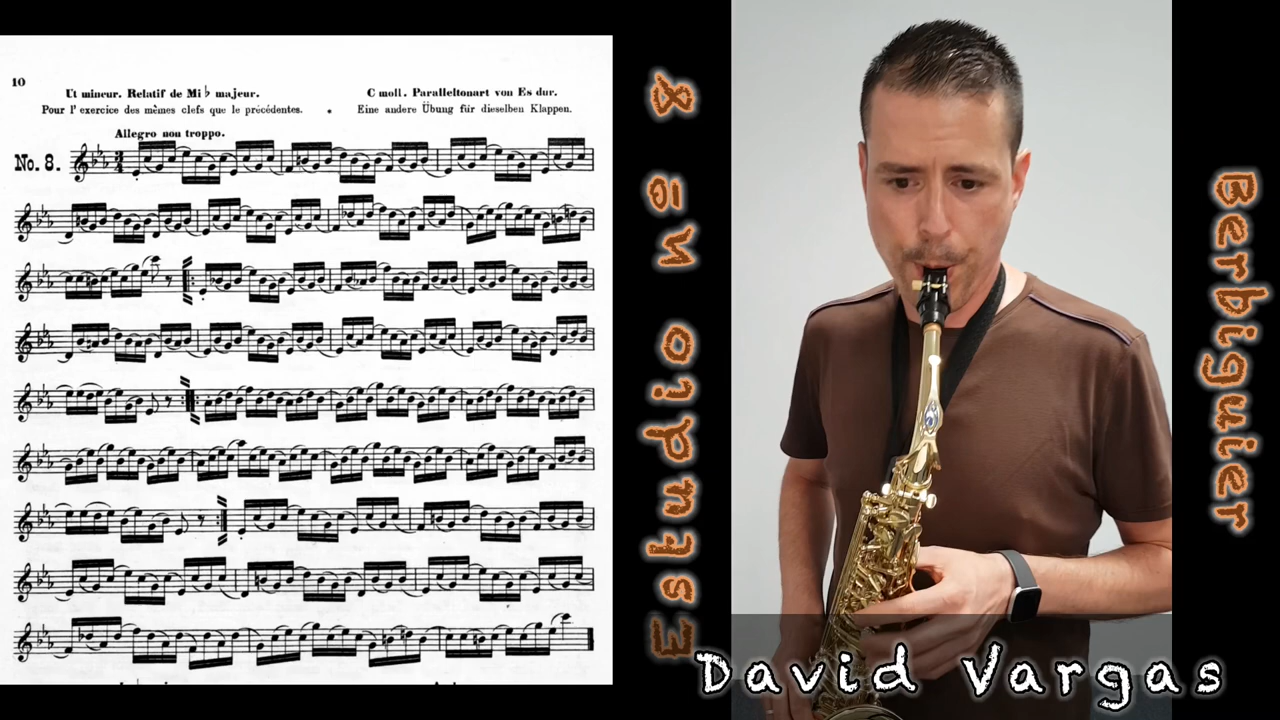 10
Ut mineur. Relatif de Mi♭ majeur.
Pour l'exercice des mêmes clefs que le précédentes.
C moll. Paralleltonart von Es dur.
Eine andere Übung für dieselben Klappen.
Allegro non troppo.
No. 8.
Estudio Nº 8
Berbiguier
David Vargas